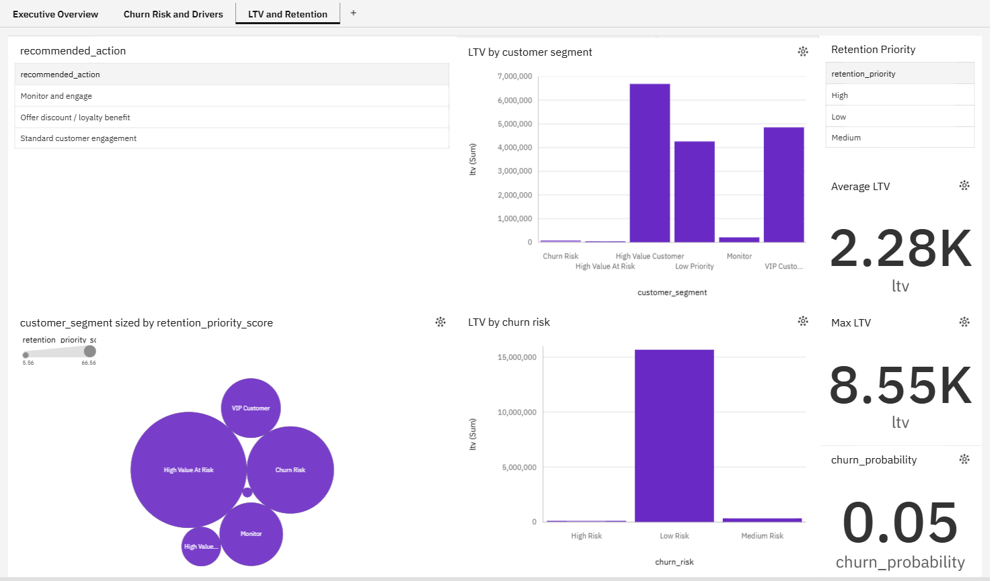 Executive Overview
Churn Risk and Drivers
LTV and Retention
+
recommended_action
recommended_action
Monitor and engage
Offer discount / loyalty benefit
Standard customer engagement
LTV by customer segment
7,000,000
6,000,000
5,000,000
4,000,000
3,000,000
2,000,000
1,000,000
0
ltv (Sum)
Churn Risk
High Value At Risk
High Value Customer
Low Priority
Monitor
VIP Custo...
customer_segment
Retention Priority
retention_priority
High
Low
Medium
Average LTV
2.28K
ltv
customer_segment sized by retention_priority_score
retention_priority_sc
5.56
66.56
VIP Customer
High Value At Risk
Churn Risk
Monitor
High Value...
LTV by churn risk
15,000,000
10,000,000
5,000,000
0
ltv (Sum)
High Risk
Low Risk
Medium Risk
churn_risk
Max LTV
8.55K
ltv
churn_probability
0.05
churn_probability